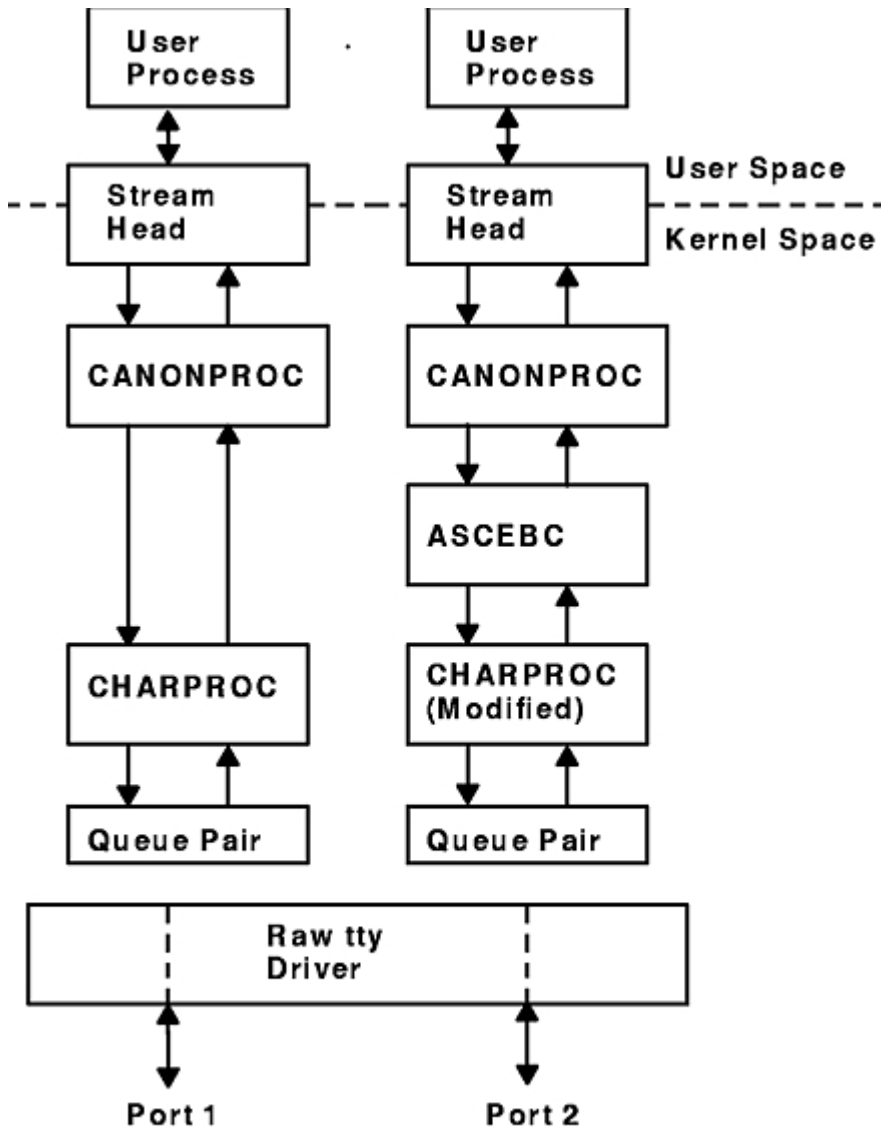 User
Process
User
Process
Stream
Head
Stream
Head
User Space
Kernel Space
CANONPROC
CANONPROC
ASCEBC
CHARPROC
CHARPROC
(Modified)
Queue Pair
Queue Pair
Raw tty
Driver
Port 1
Port 2